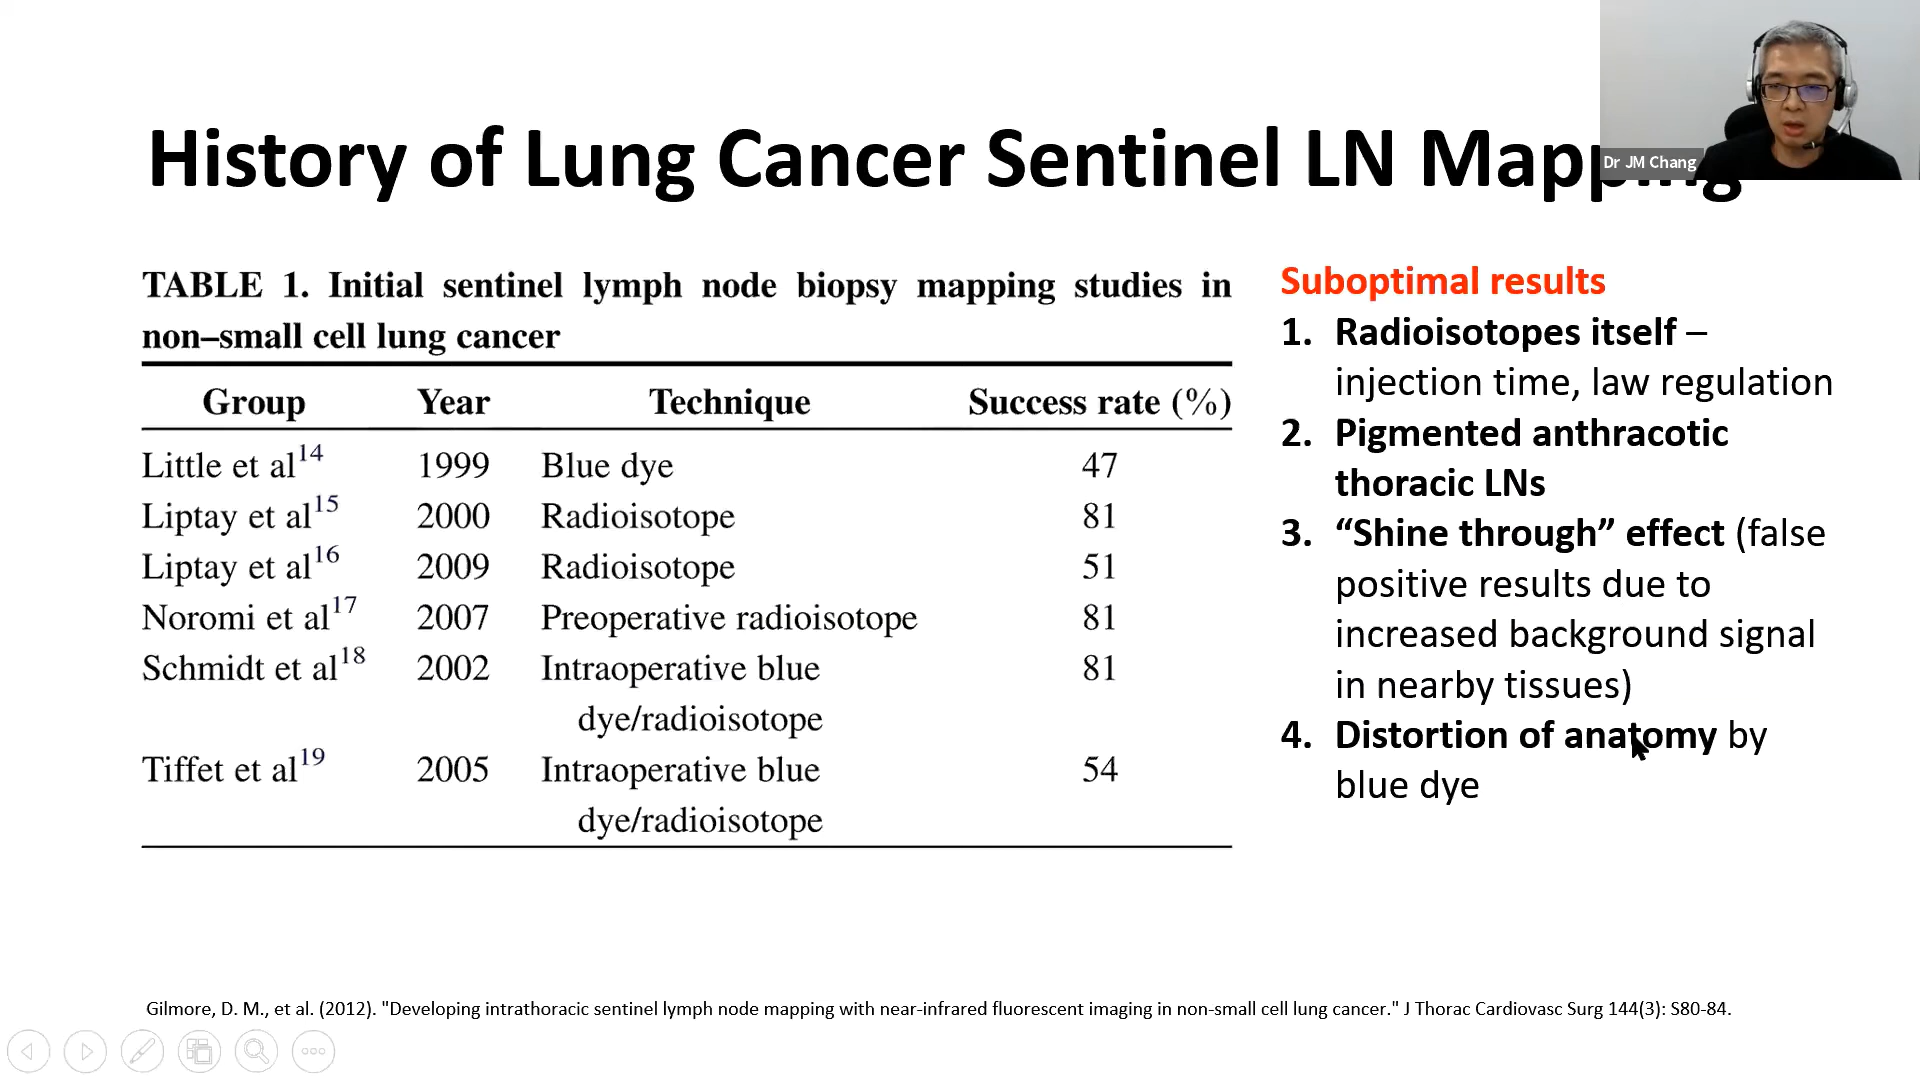 History of Lung Cancer Sentinel LN Mapping
Dr JM Chang
TABLE 1. Initial sentinel lymph node biopsy mapping studies in
non–small cell lung cancer
Group Year Technique Success rate (%)
Little et al14 1999 Blue dye 47
Liptay et al15 2000 Radioisotope 81
Liptay et al16 2009 Radioisotope 51
Noromi et al17 2007 Preoperative radioisotope 81
Schmidt et al18 2002 Intraoperative blue 81
dye/radioisotope
Tiffet et al19 2005 Intraoperative blue 54
dye/radioisotope
Suboptimal results
1. Radioisotopes itself –
injection time, law regulation
2. Pigmented anthracotic
thoracic LNs
3. “Shine through” effect (false
positive results due to
increased background signal
in nearby tissues)
4. Distortion of anatomy by
blue dye
Gilmore, D. M., et al. (2012). "Developing intrathoracic sentinel lymph node mapping with near-infrared fluorescent imaging in non-small cell lung cancer." J Thorac Cardiovasc Surg 144(3): S80-84.